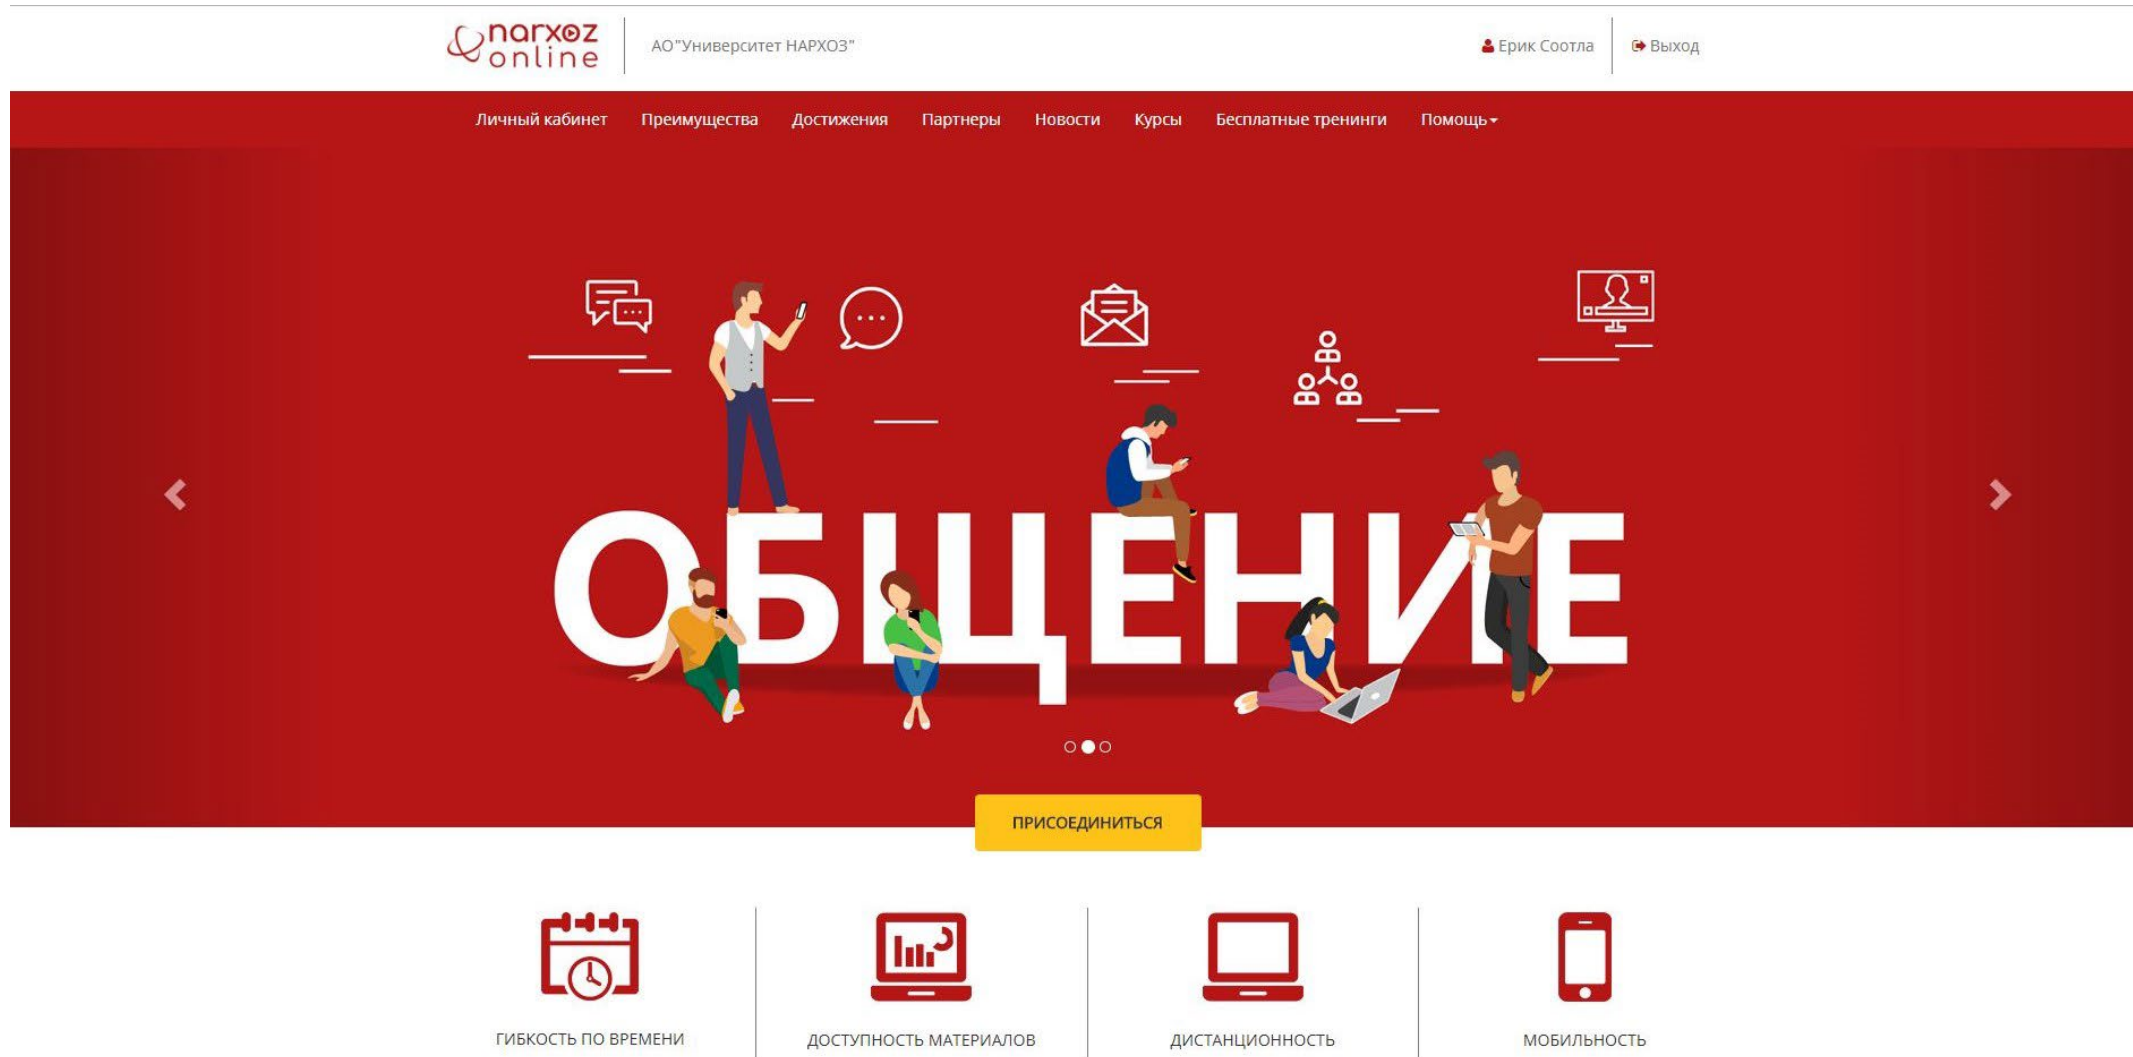 narxoz
online
АО"Университет НАРХОЗ"
Ерик Соотла
Выход
Личный кабинет Преимущества Достижения Партнеры Новости Курсы Бесплатные тренинги Помощь
ОБЩЕНИЕ
ПРИСОЕДИНИТЬСЯ
ГИБКОСТЬ ПО ВРЕМЕНИ
ДОСТУПНОСТЬ МАТЕРИАЛОВ
ДИСТАНЦИОННОСТЬ
МОБИЛЬНОСТЬ